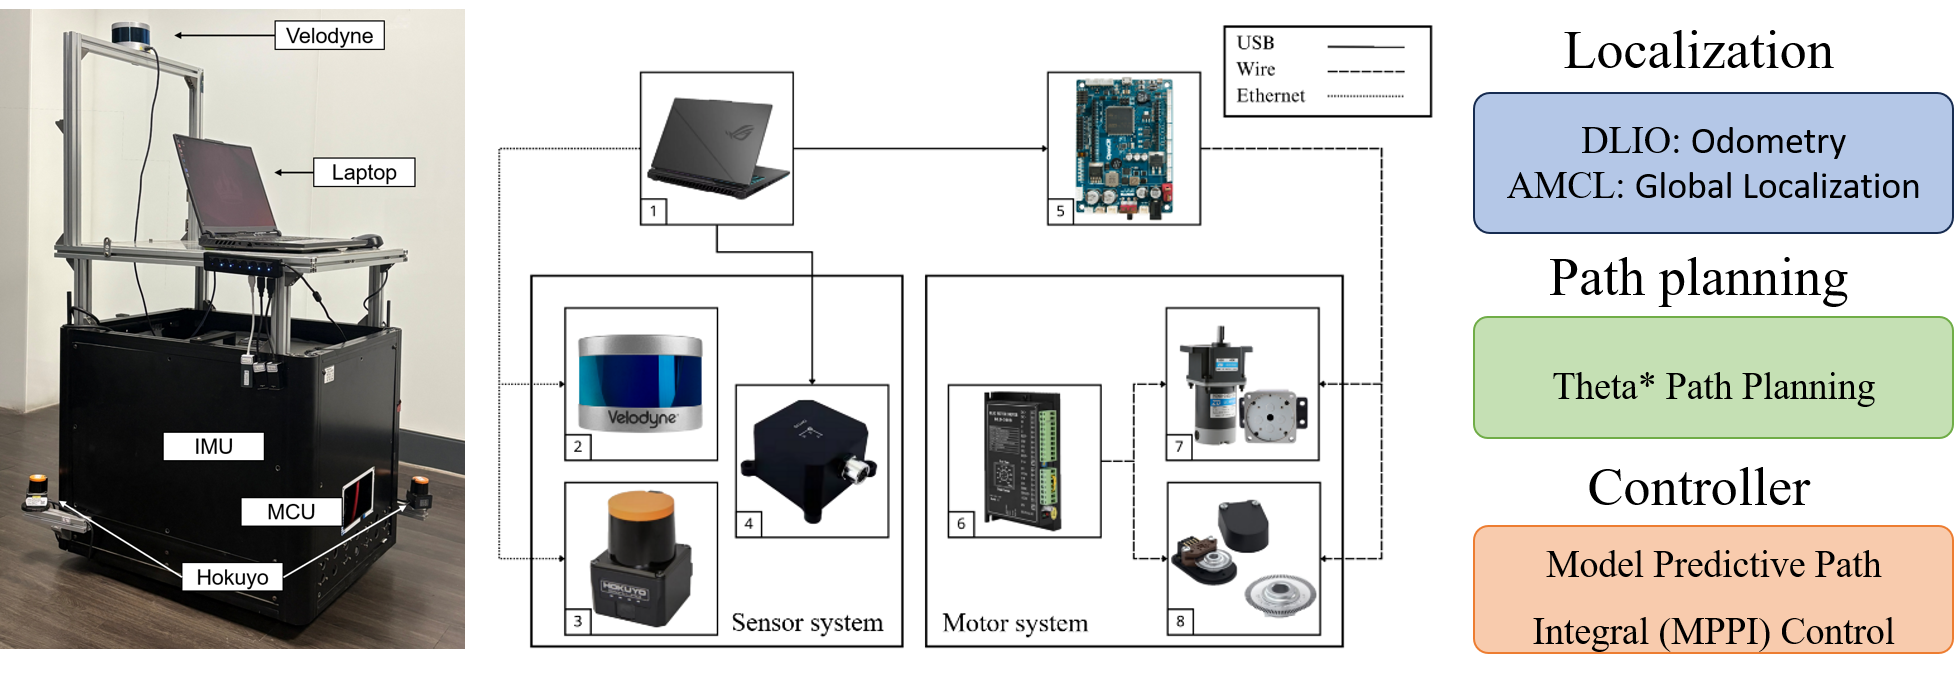 Velodyne
Laptop
IMU
MCU
Hokuyo
USB
Wire
Ethernet
1
5
Velodyne
2
HOKUYO
3
4
Sensor system
6
7
8
Motor system
Localization
DLIO: Odometry
AMCL: Global Localization
Path planning
Theta* Path Planning
Controller
Model Predictive Path
Integral (MPPI) Control